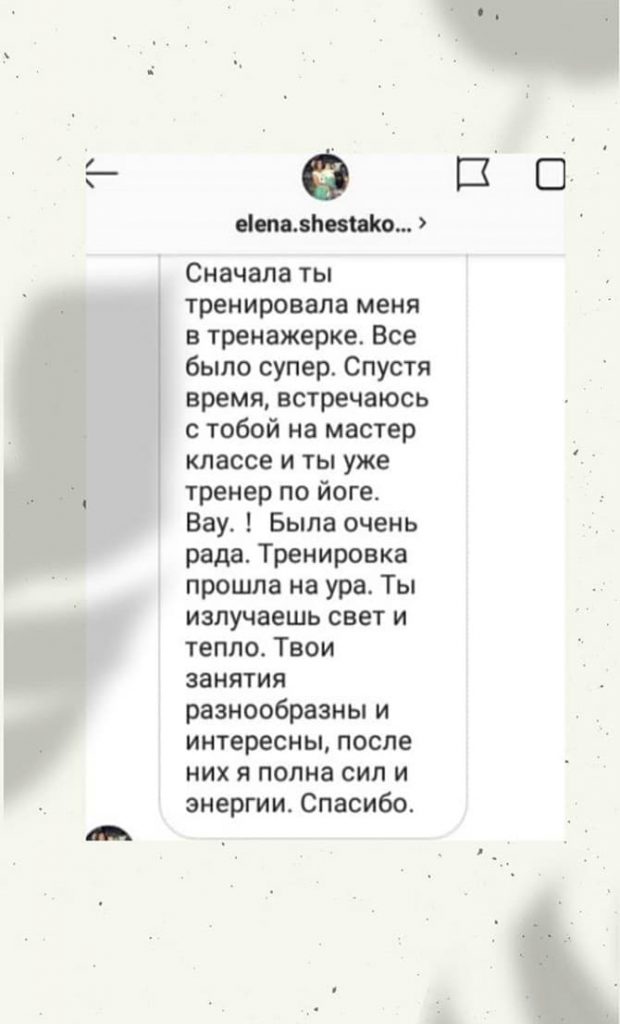 elena.shestako... >
Сначала ты
тренировала меня
в тренажерке. Все
было супер. Спустя
время, встречаюсь
с тобой на мастер
классе и ты уже
тренер по йоге.
Вау. ! Была очень
рада. Тренировка
прошла на ура. Ты
излучаешь свет и
тепло. Твои
занятия
разнообразны и
интересны, после
них я полна сил и
энергии. Спасибо.